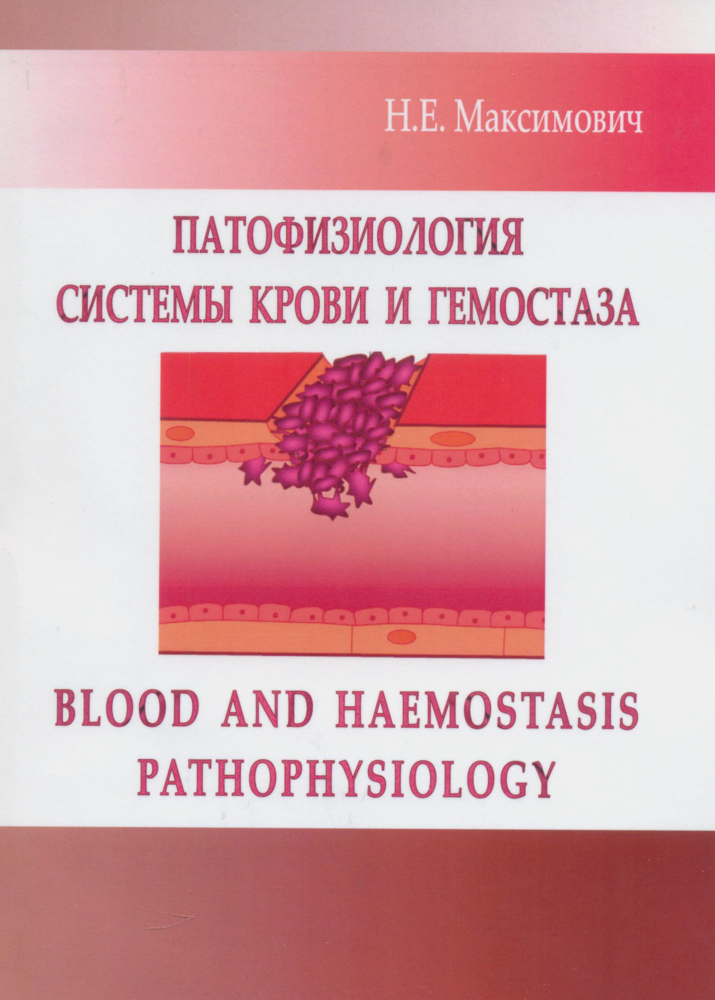 Н.Е. Максимович
ПАТОФИЗИОЛОГИЯ
СИСТЕМЫ КРОВИ И ГЕМОСТАЗА
BLOOD AND HAEMOSTASIS
PATHOPHYSIOLOGY